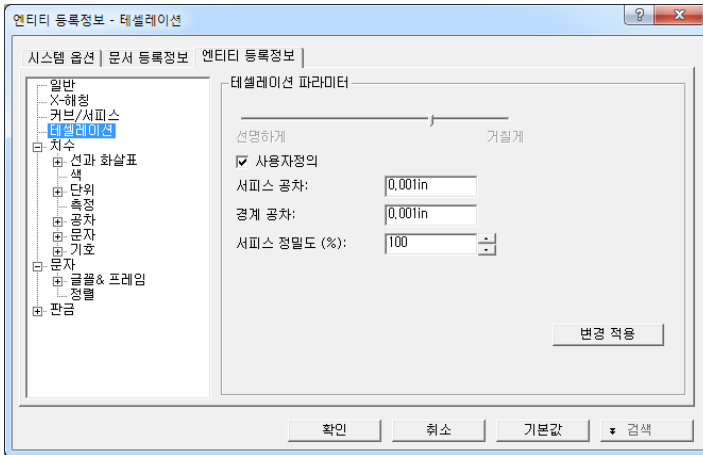 엔티티 등록정보 - 테셀레이션
시스템 옵션 문서 등록정보 엔티티 등록정보
일반
X-해칭
커브/서피스
테셀레이션
치수
선과 화살표
색
단위
측정
공차
문자
기호
문자
글꼴& 프레임
정렬
판금
테셀레이션 파라미터
선명하게 거칠게
사용자정의
서피스 공차: 0,001in
경계 공차: 0,001in
서피스 정밀도 (%): 100
변경 적용
확인 취소 기본값 검색